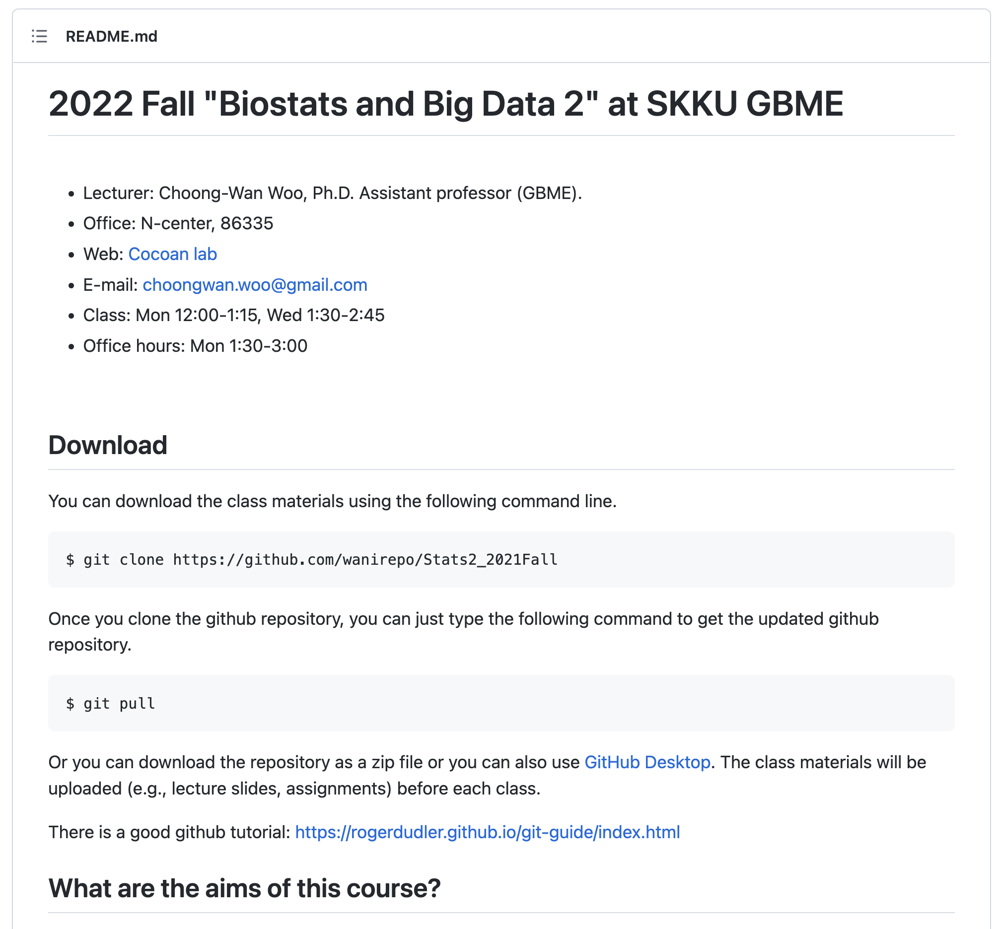 README.md
2022 Fall "Biostats and Big Data 2" at SKKU GBME
Lecturer: Choong-Wan Woo, Ph.D. Assistant professor (GBME).
Office: N-center, 86335
Web: Cocoan lab
E-mail: choongwan.woo@gmail.com
Class: Mon 12:00-1:15, Wed 1:30-2:45
Office hours: Mon 1:30-3:00
Download
You can download the class materials using the following command line.
$ git clone https://github.com/wanirepo/Stats2_2021Fall
Once you clone the github repository, you can just type the following command to get the updated github
repository.
$ git pull
Or you can download the repository as a zip file or you can also use GitHub Desktop. The class materials will be
uploaded (e.g., lecture slides, assignments) before each class.
There is a good github tutorial: https://rogerdudler.github.io/git-guide/index.html
What are the aims of this course?